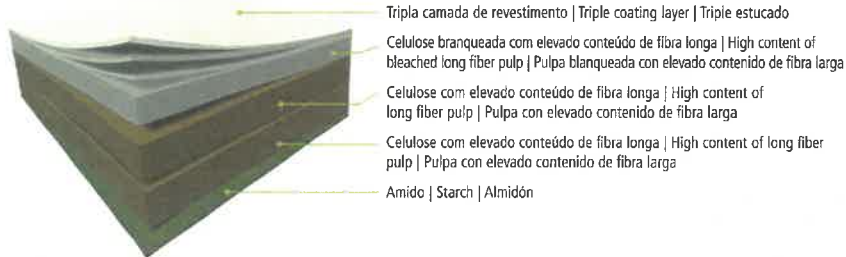 Tripla camada de revestimento | Triple coating layer | Triple estucado
Celulose branqueada com elevado conteúdo de fibra longa | High content of
bleached long fiber pulp | Pulpa blanqueada con elevado contenido de fibra larga
Celulose com elevado conteúdo de fibra longa | High content of
long fiber pulp | Pulpa con elevado contenido de fibra larga
Celulose com elevado conteúdo de fibra longa | High content of long fiber
pulp | Pulpa con elevado contenido de fibra larga
Amido | Starch | Almidón